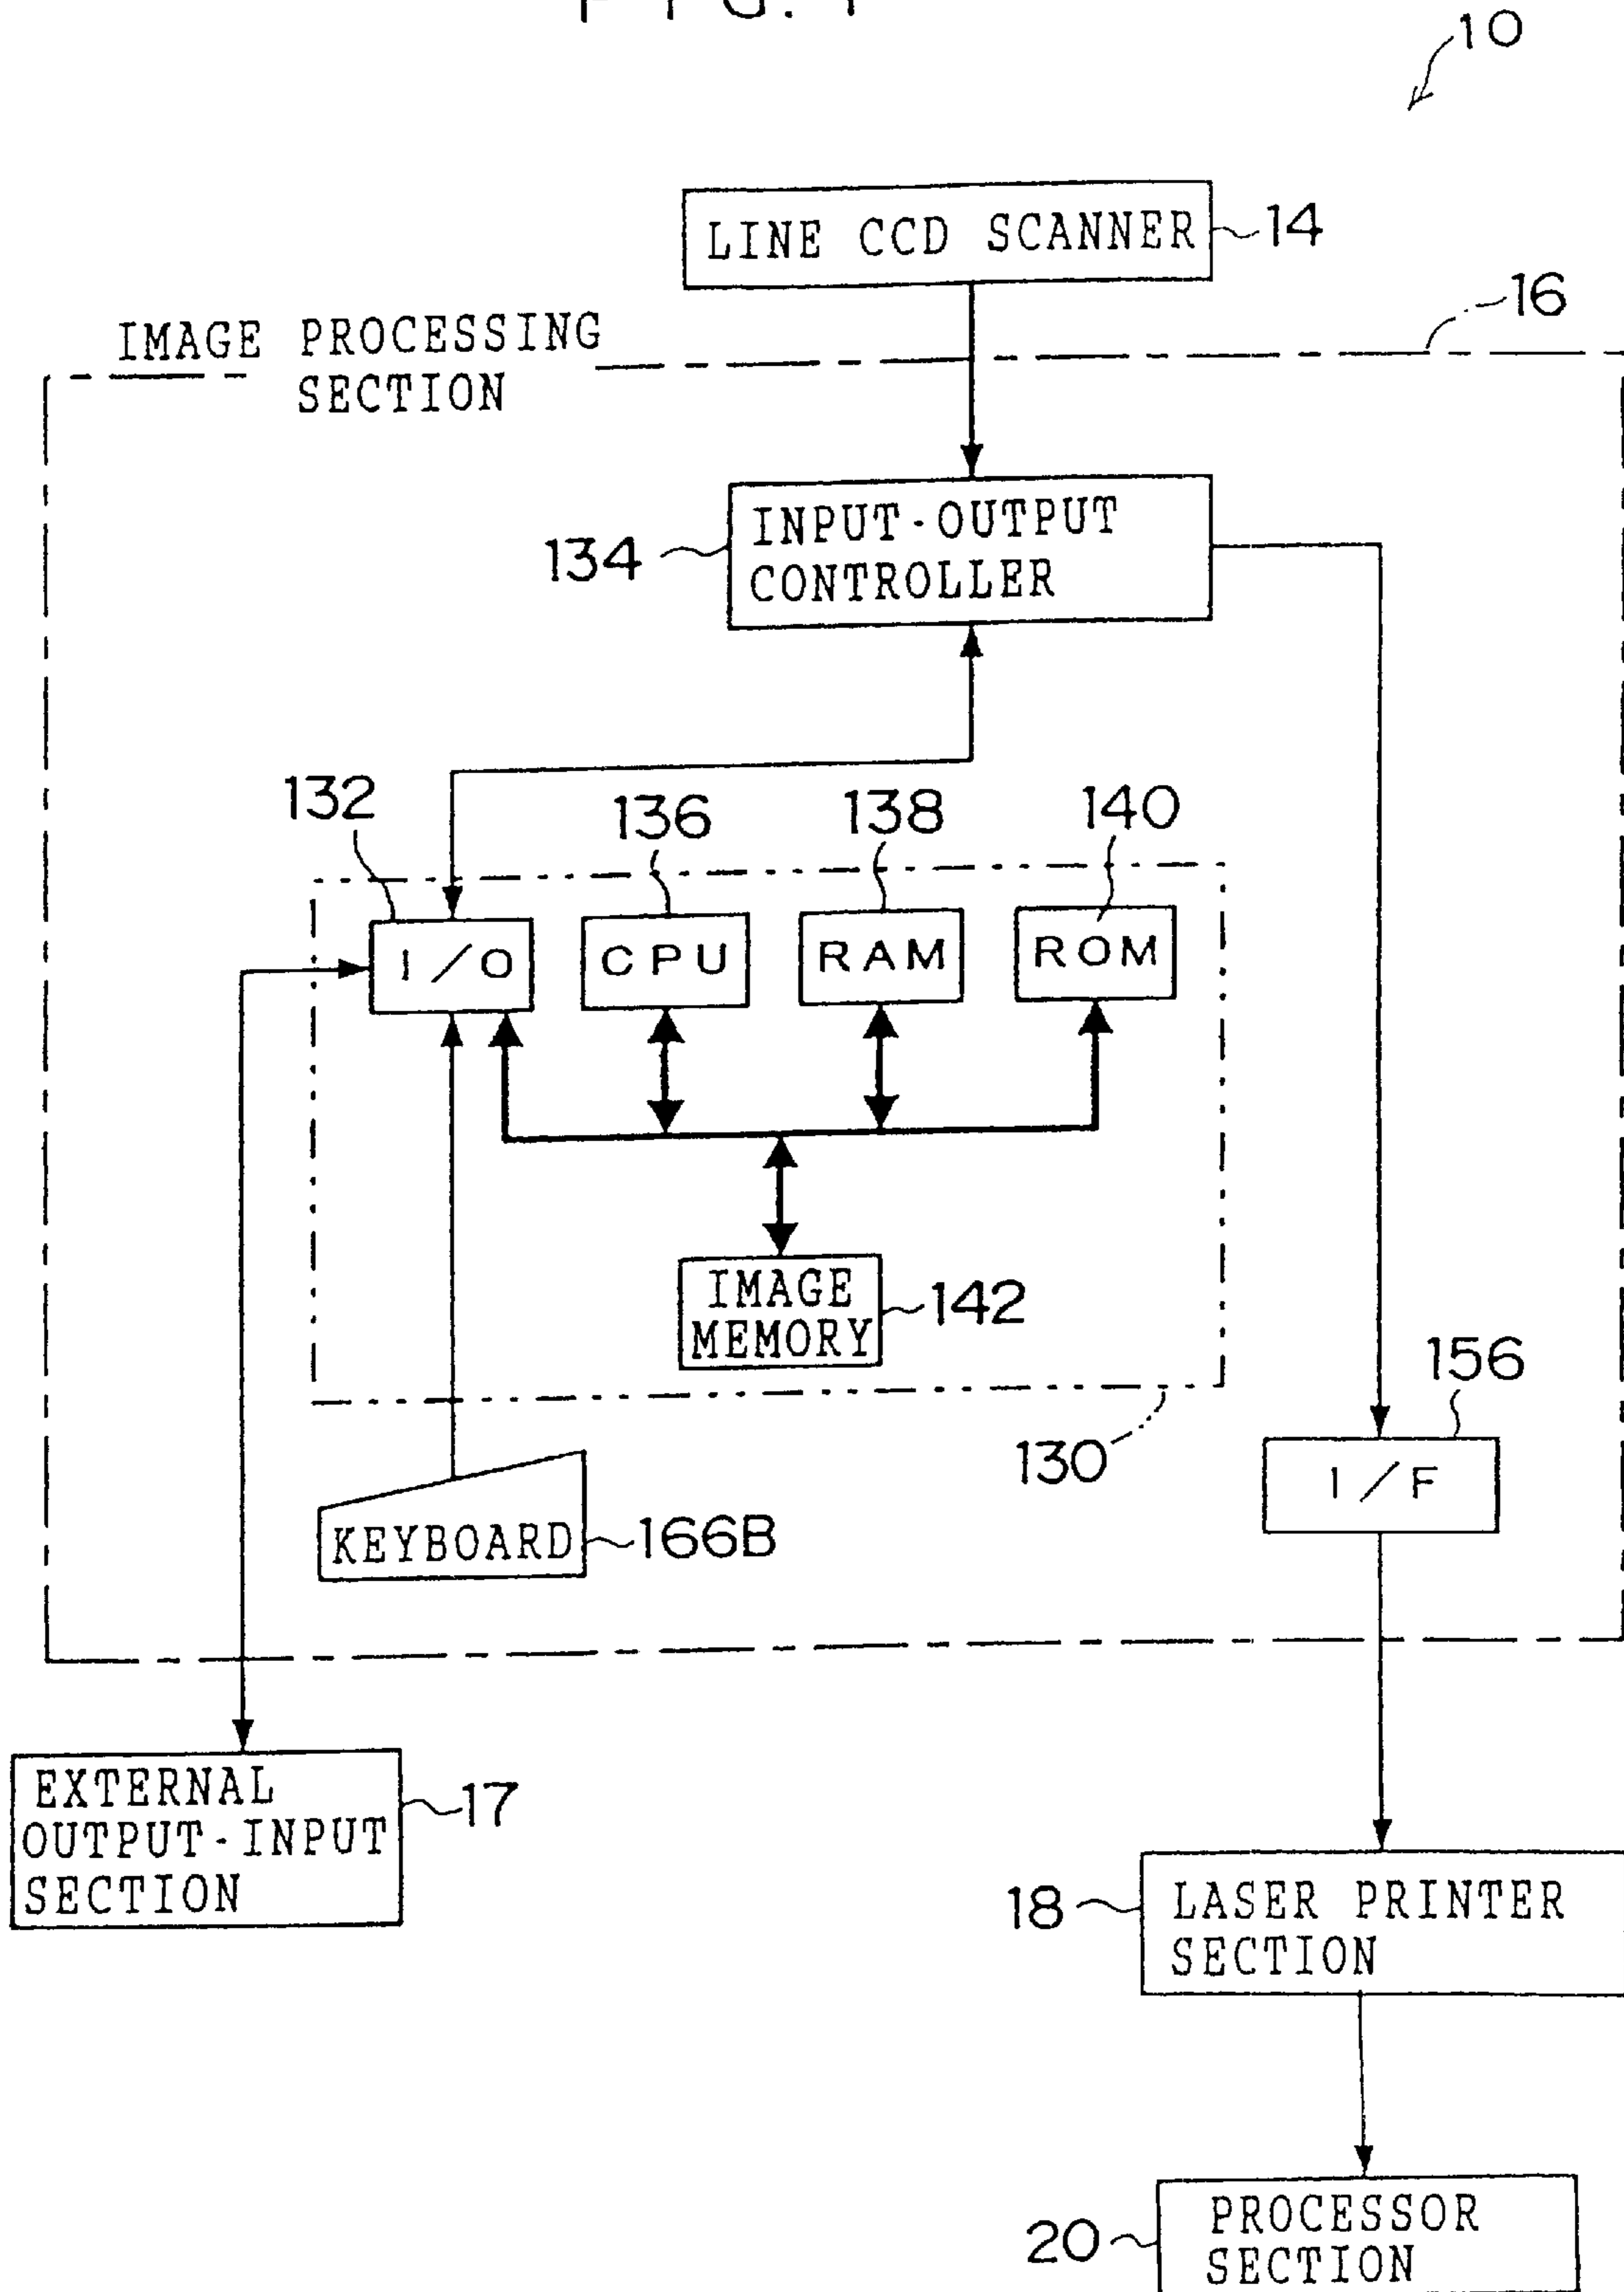 FIG. 1
10
LINE CCD SCANNER
14
16
IMAGE PROCESSING
SECTION
134
INPUT-OUTPUT
CONTROLLER
132
136
138
140
I/O
CPU
RAM
ROM
IMAGE
MEMORY
142
130
156
I/F
KEYBOARD
166B
EXTERNAL
OUTPUT-INPUT
SECTION
17
18
LASER PRINTER
SECTION
20
PROCESSOR
SECTION